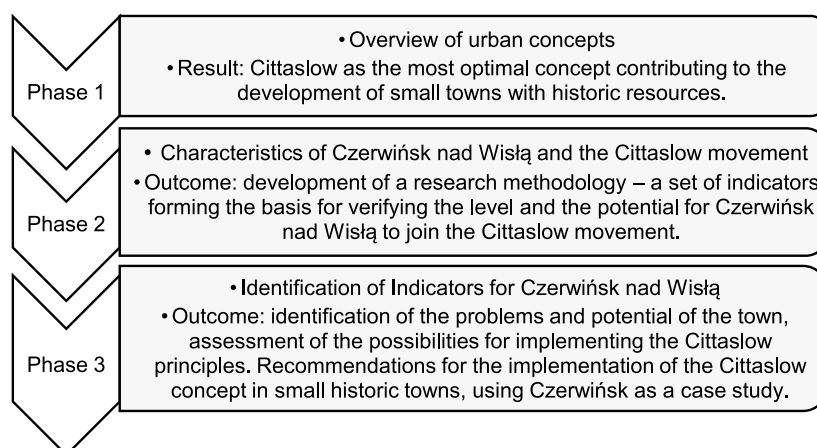 Phase 1
• Overview of urban concepts
• Result: Cittaslow as the most optimal concept contributing to the
development of small towns with historic resources.
Phase 2
• Characteristics of Czerwińsk nad Wisłą and the Cittaslow movement
• Outcome: development of a research methodology – a set of indicators
forming the basis for verifying the level and the potential for Czerwińsk
nad Wisłą to join the Cittaslow movement.
Phase 3
• Identification of Indicators for Czerwińsk nad Wisłą
• Outcome: identification of the problems and potential of the town,
assessment of the possibilities for implementing the Cittaslow
principles. Recommendations for the implementation of the Cittaslow
concept in small historic towns, using Czerwińsk as a case study.